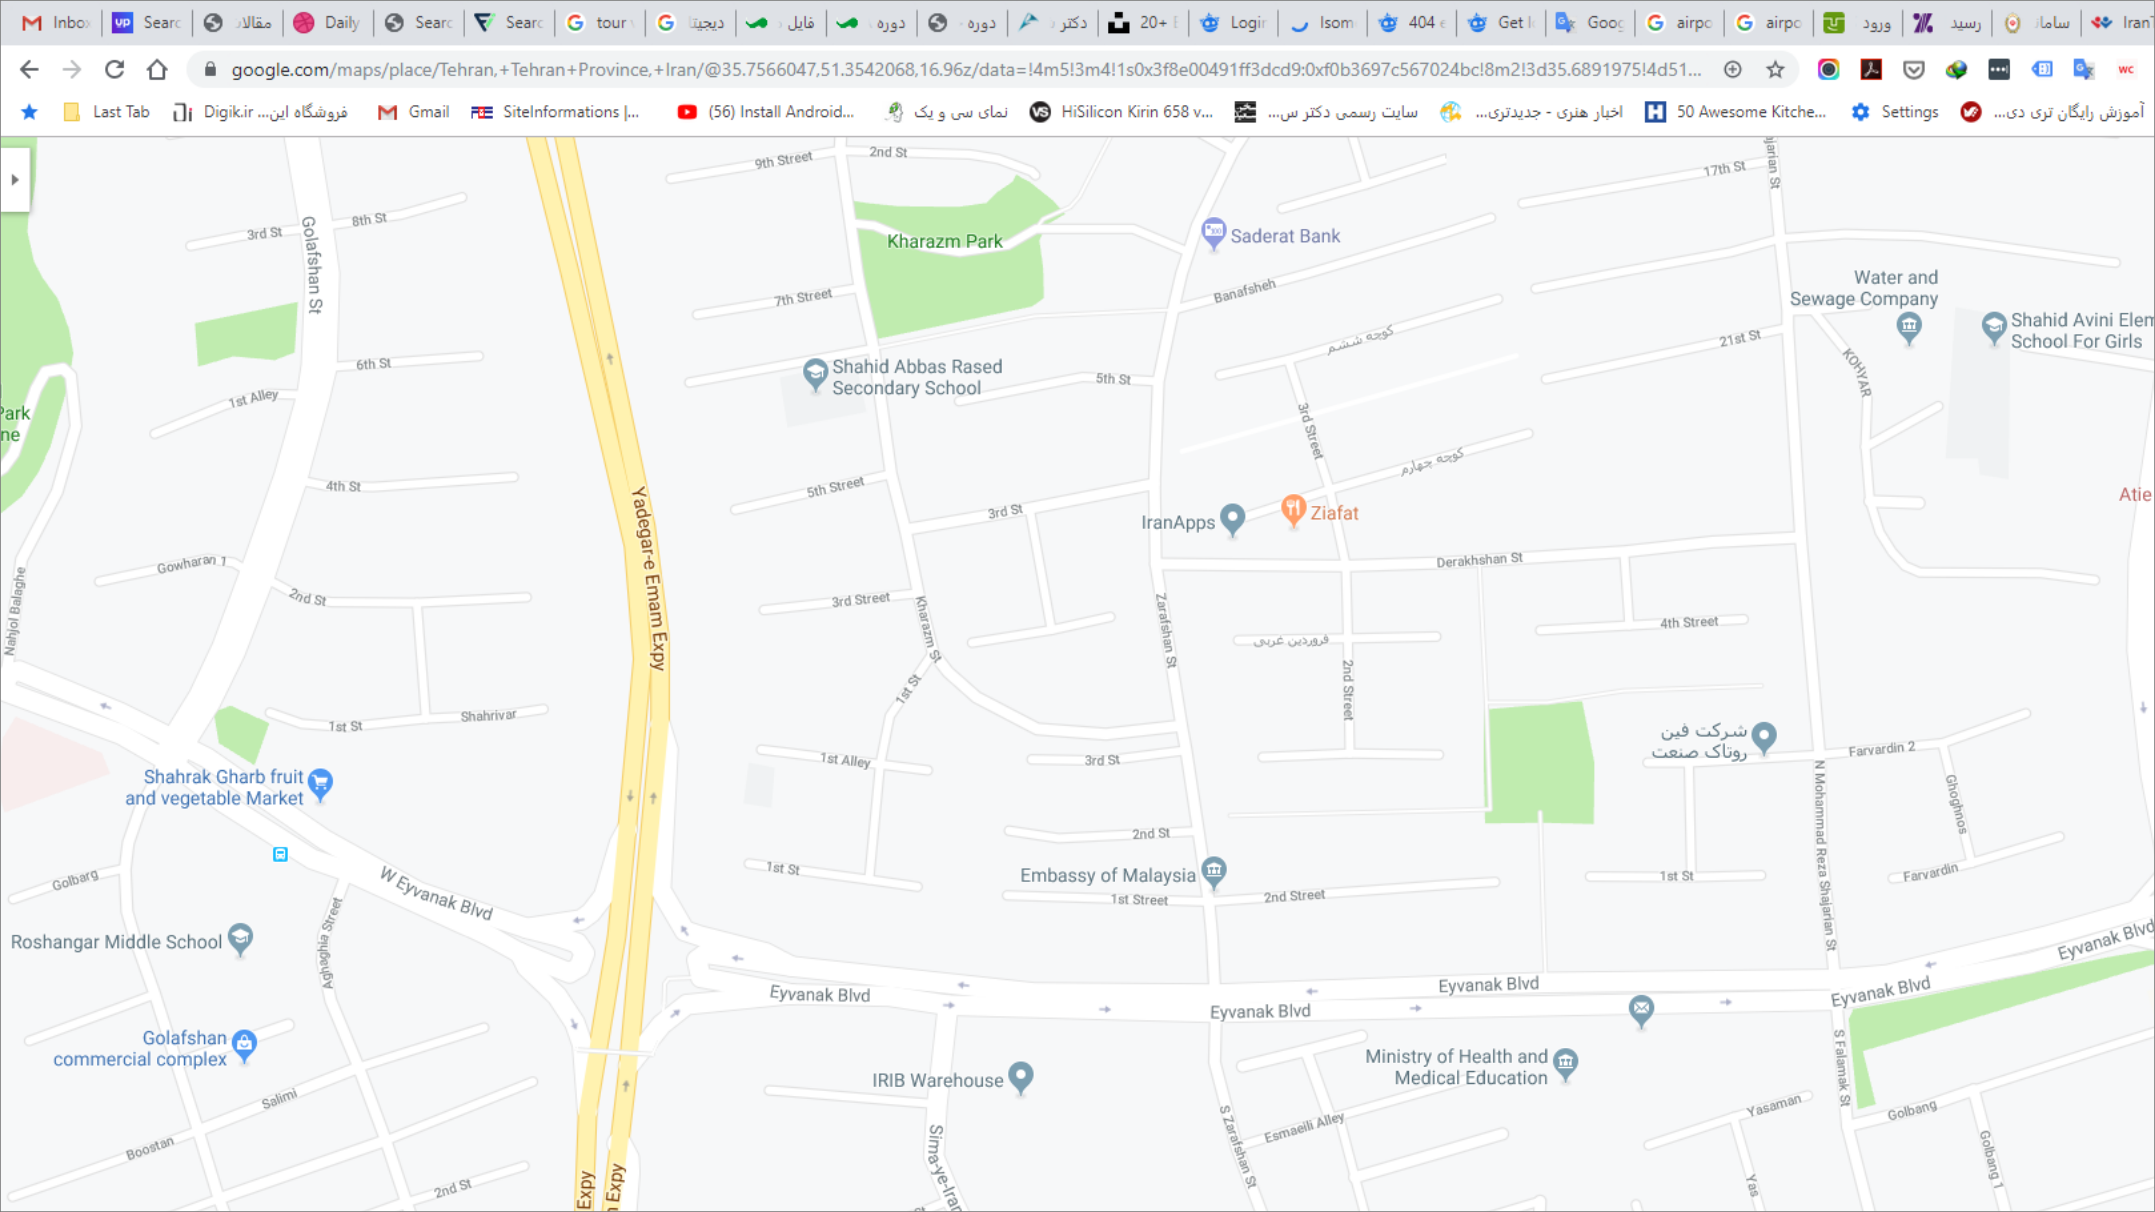 Inbo
Searc
مقالات
Daily
Searc
Searc
tour
دیجیتا
فایل
دوره
دوره
دکتر
20+
Login
Isom
404 e
Get Ic
Goog
airpo
airpo
ورود
رسید
سامان
Iran
google.com/maps/place/Tehran,+Tehran+Province,+Iran/@35.7566047,51.3542068,16.96z/data=!4m5!3m4!1s0x3f8e00491ff3dcd9:0xf0b3697c567024bc!8m2!3d35.6891975!4d51...
Last Tab
Digik.ir فروشگاه این...
Gmail
SiteInformations |...
(56) Install Android...
نمای سی و یک
HiSilicon Kirin 658 v...
سایت رسمی دکتر س...
اخبار هنری - جدیدتری...
50 Awesome Kitche...
Settings
آموزش رایگان تری دی...
9th Street
2nd St
17th St
ajarian St
8th St
3rd St
Golafshan St
Kharazm Park
Saderat Bank
Water and
Sewage Company
7th Street
Banafsheh
Shahid Avini Elem
School For Girls
کوچه ششم
21st St
KOHYAR
6th St
Shahid Abbas Rased
Secondary School
5th St
1st Alley
Park
ne
3rd Street
کوچه چهارم
4th St
5th Street
Atie
Yadegar-e Emam Expy
3rd St
IranApps
Ziafat
Derakhshan St
Gowharan 1
2nd St
3rd Street
Nahjol Balaghe
Kharazm St
Zarafshan St
فروردین غربی
4th Street
2nd Street
1st St
1st St
Shahrivar
شرکت فین
روتاک صنعت
Farvardin 2
1st Alley
3rd St
Shahrak Gharb fruit
and vegetable Market
Ghoghnos
N Mohammad Reza Shajarian St
2nd St
1st St
Embassy of Malaysia
1st Street
2nd Street
1st St
Farvardin
Golbarg
W Eyvanak Blvd
Aghaghia Street
Roshangar Middle School
Eyvanak Blvd
Eyvanak Blvd
Eyvanak Blvd
Eyvanak Blvd
Eyvanak Blvd
Golafshan
commercial complex
IRIB Warehouse
Ministry of Health and
Medical Education
S Falamak St
Salimi
Boostan
Sima-ye-Iran
S Zarafshan St
Esmaeili Alley
Yasaman
Golbang
Golbang 1
Yas
2nd St
Expy
Expy